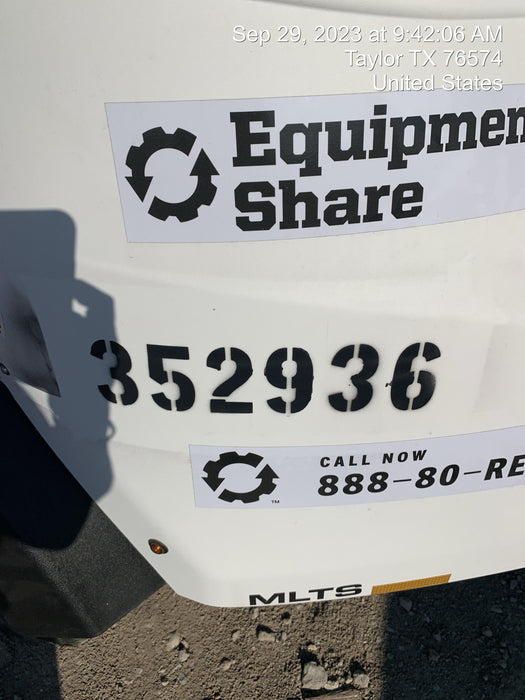 Sep 29, 2023 at 9:42:06 AM
Taylor TX 76574
United States
Equipmen
Share
352936
CALL NOW
888-80-RE
TM
MLTS